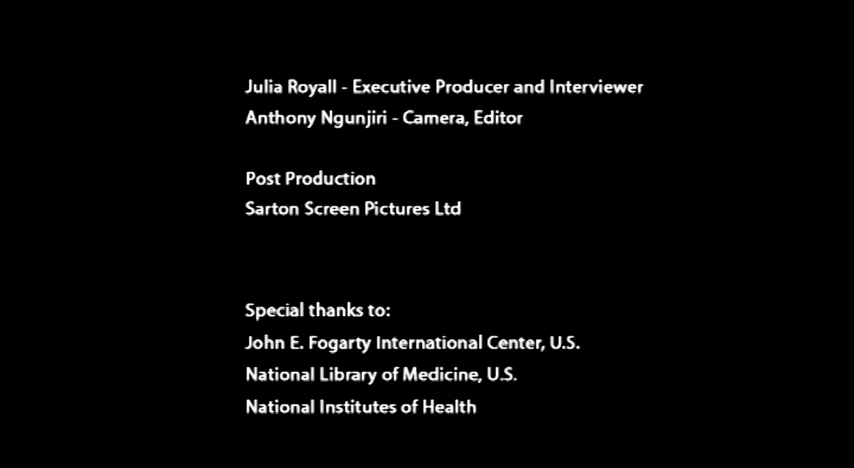 Julia Royall - Executive Producer and Interviewer
Anthony Ngunjiri - Camera, Editor
Post Production
Sarton Screen Pictures Ltd
Special thanks to:
John E. Fogarty International Center, U.S.
National Library of Medicine, U.S.
National Institutes of Health